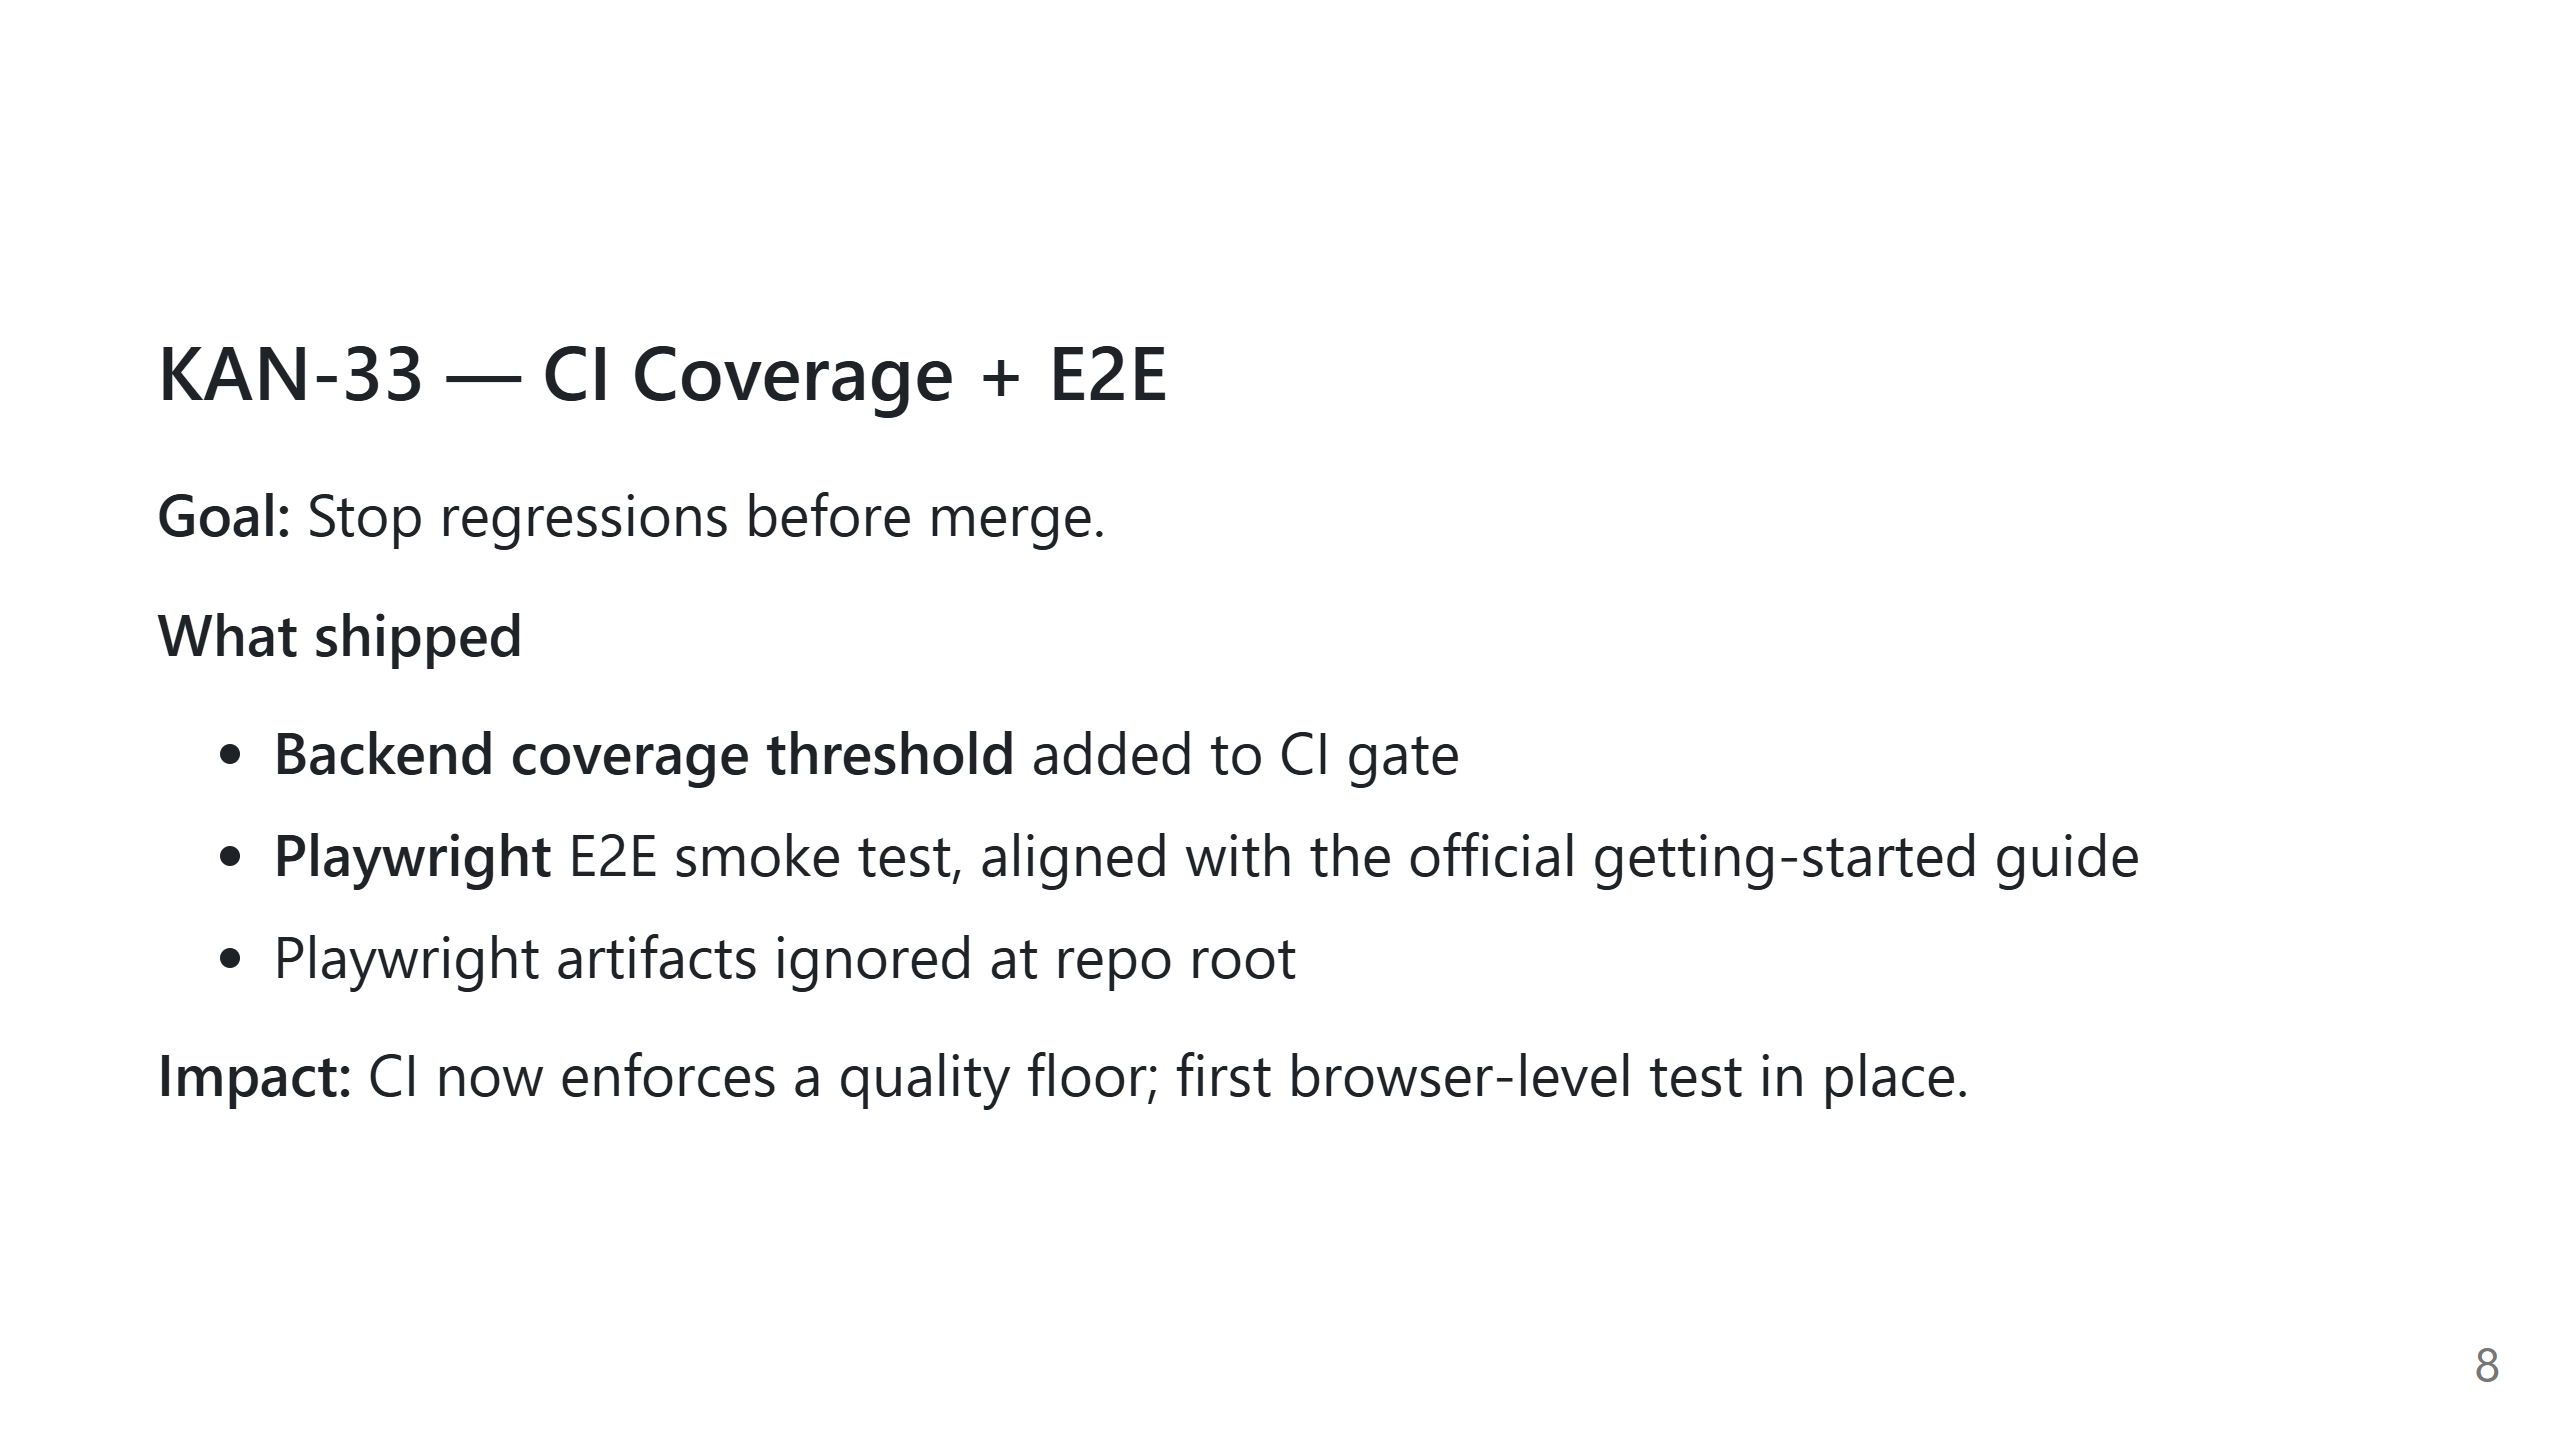 KAN-33 — CI Coverage + E2E
Goal: Stop regressions before merge.
What shipped
• Backend coverage threshold added to CI gate
• Playwright E2E smoke test, aligned with the official getting-started guide
• Playwright artifacts ignored at repo root
Impact: CI now enforces a quality floor; first browser-level test in place.
8